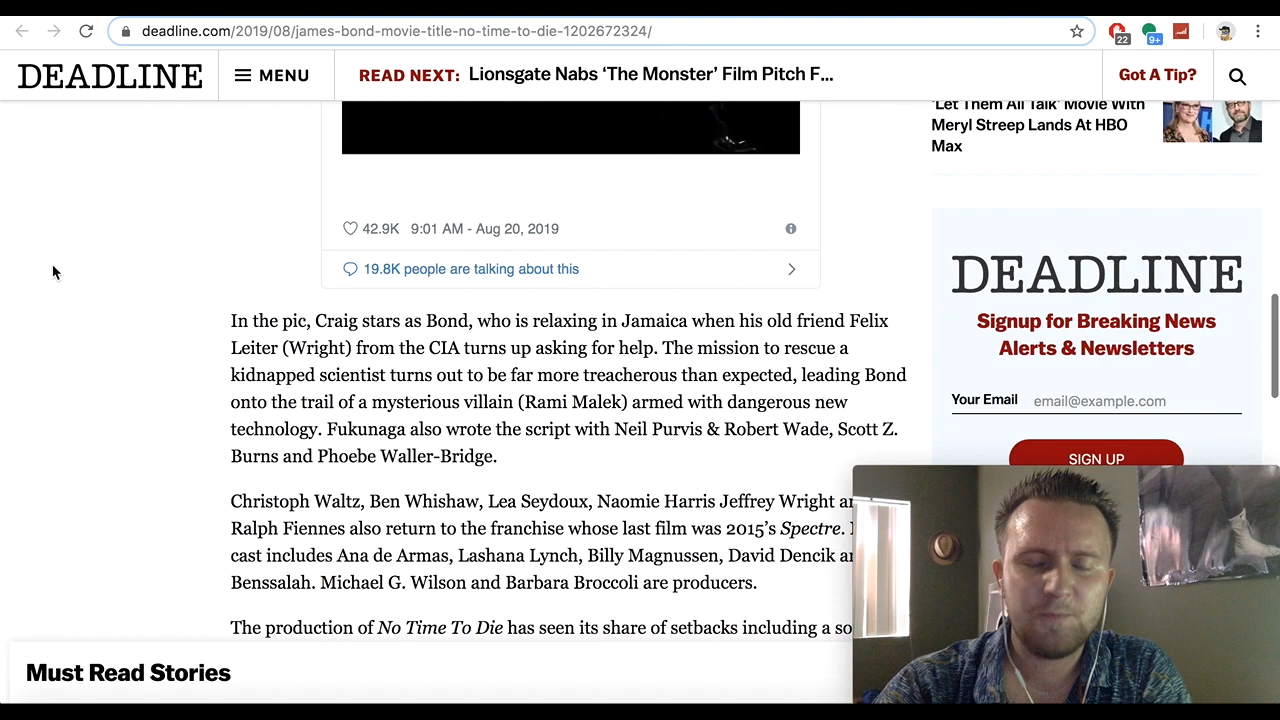 deadline.com/2019/08/james-bond-movie-title-no-time-to-die-1202672324/
22
9+
DEADLINE
MENU
READ NEXT: Lionsgate Nabs ‘The Monster’ Film Pitch F...
Got A Tip?
‘Let Them All Talk’ Movie With
Meryl Streep Lands At HBO
Max
42.9K 9:01 AM - Aug 20, 2019
19.8K people are talking about this
In the pic, Craig stars as Bond, who is relaxing in Jamaica when his old friend Felix
Leiter (Wright) from the CIA turns up asking for help. The mission to rescue a
kidnapped scientist turns out to be far more treacherous than expected, leading Bond
onto the trail of a mysterious villain (Rami Malek) armed with dangerous new
technology. Fukunaga also wrote the script with Neil Purvis & Robert Wade, Scott Z.
Burns and Phoebe Waller-Bridge.
Christoph Waltz, Ben Whishaw, Lea Seydoux, Naomie Harris Jeffrey Wright
Ralph Fiennes also return to the franchise whose last film was 2015’s Spectre.
cast includes Ana de Armas, Lashana Lynch, Billy Magnussen, David Dencik
Benssalah. Michael G. Wilson and Barbara Broccoli are producers.
The production of No Time To Die has seen its share of setbacks including a
DEADLINE
Signup for Breaking News
Alerts & Newsletters
Your Email email@example.com
SIGN UP
Must Read Stories